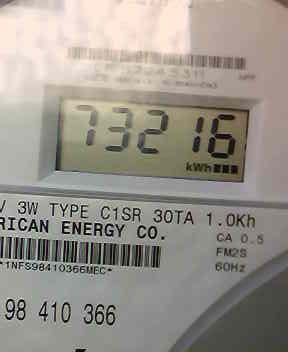 73216
kWh
V 3W TYPE C1SR 30TA 1.0Kh
RICAN ENERGY CO.
CA 0.5
FM2S
60Hz
*1NFS98410366MEC*
98 410 366